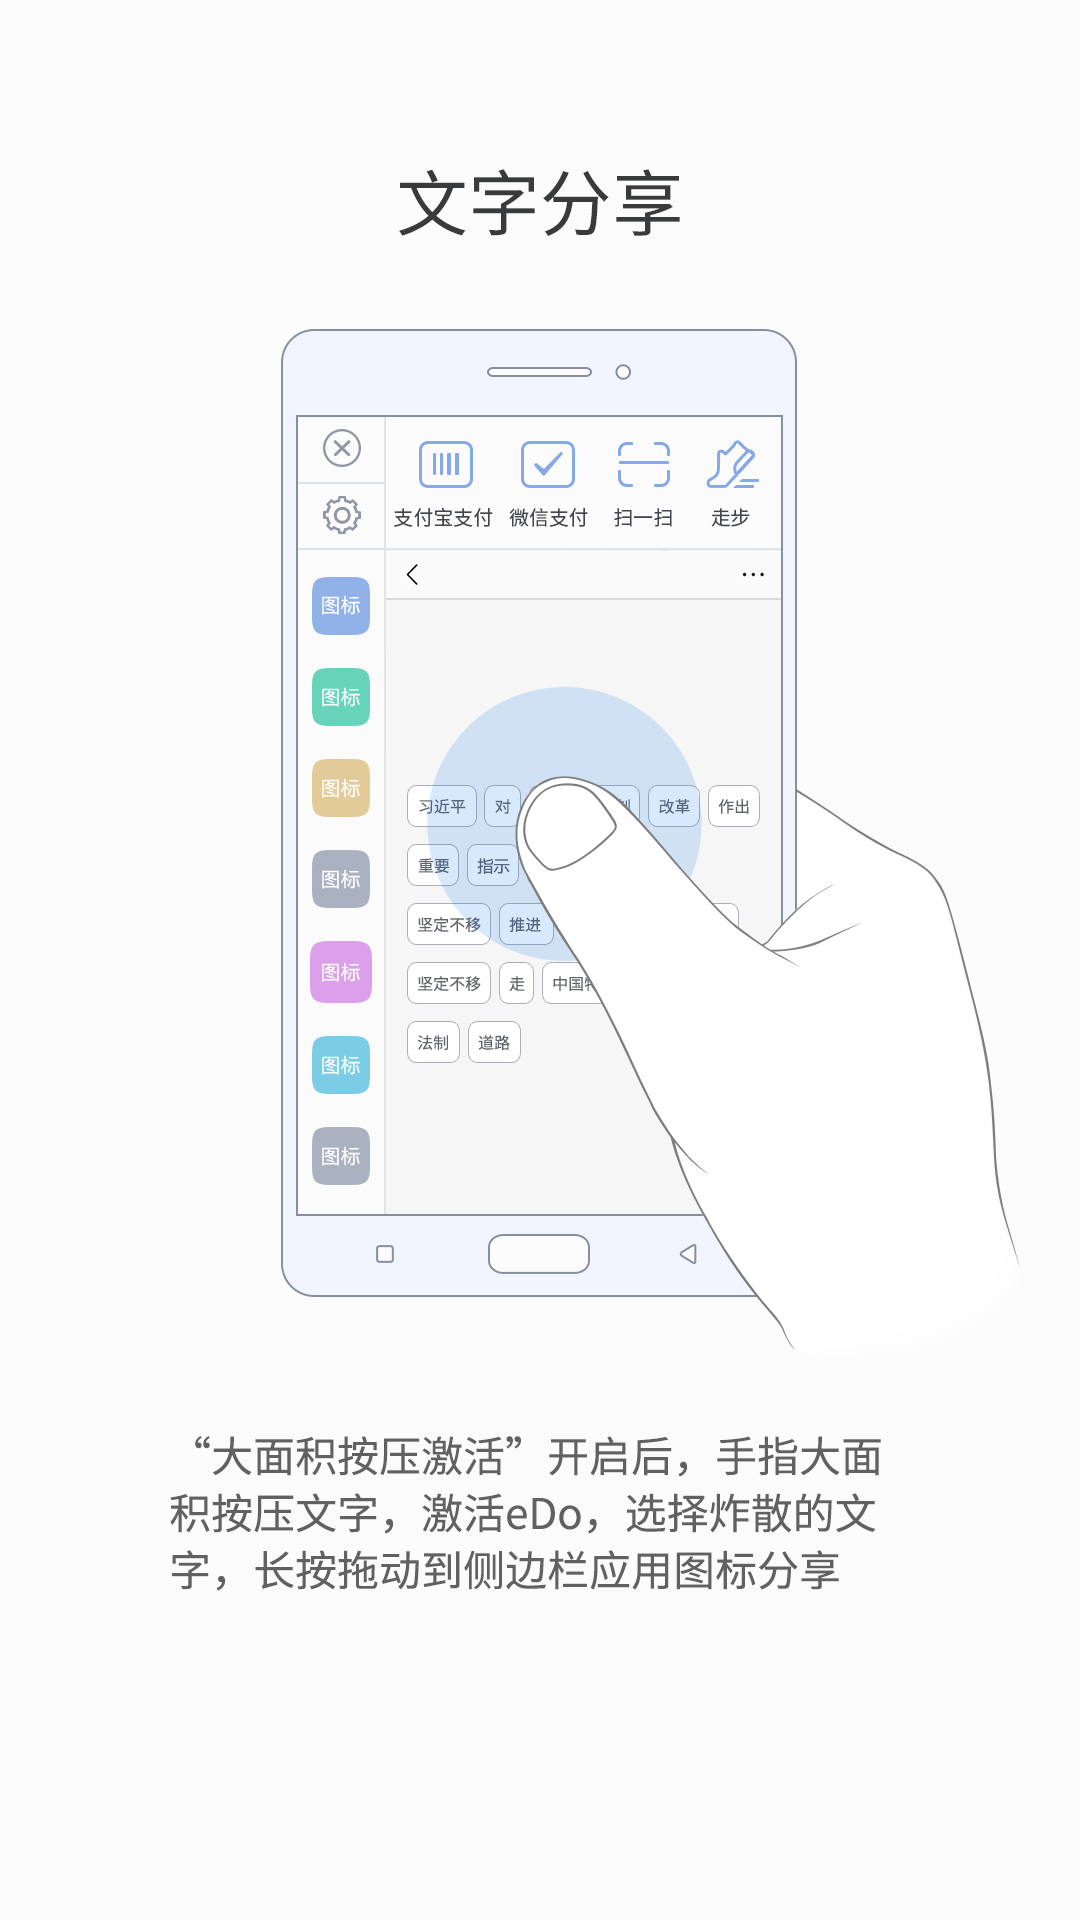 文字分享
支付宝支付 微信支付 扫一扫 走步
图标
图标
图标
图标
图标
图标
图标
习近平 对 改革 作出
重要 指示
坚定不移 推进
坚定不移 走 中国
法制 道路
“大面积按压激活”开启后，手指大面
积按压文字，激活eDo，选择炸散的文
字，长按拖动到侧边栏应用图标分享